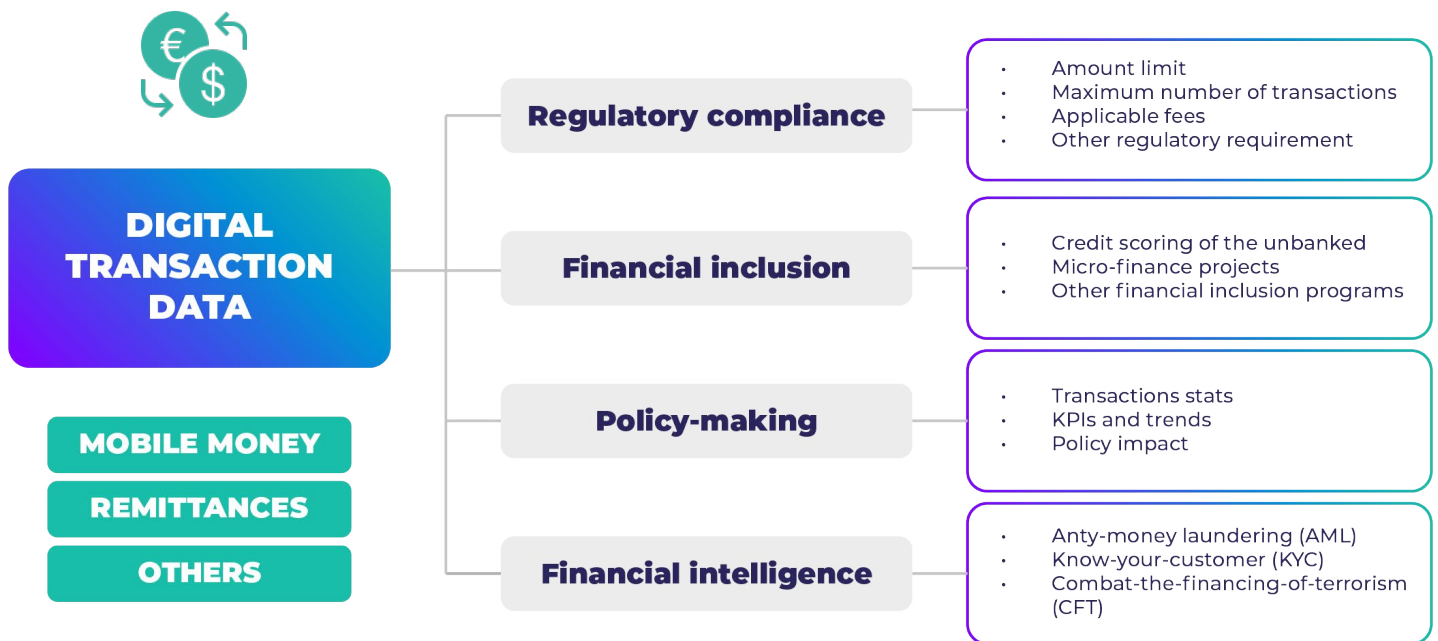 €
$
DIGITAL
TRANSACTION
DATA
MOBILE MONEY
REMITTANCES
OTHERS
Regulatory compliance
· Amount limit
· Maximum number of transactions
· Applicable fees
· Other regulatory requirement
Financial inclusion
· Credit scoring of the unbanked
· Micro-finance projects
· Other financial inclusion programs
Policy-making
· Transactions stats
· KPIs and trends
· Policy impact
Financial intelligence
· Anty-money laundering (AML)
· Know-your-customer (KYC)
· Combat-the-financing-of-terrorism
(CFT)